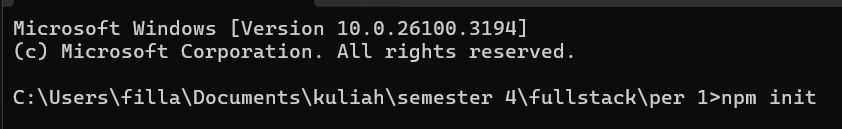 Microsoft Windows [Version 10.0.26100.3194]
(c) Microsoft Corporation. All rights reserved.
C:\Users\filla\Documents\kuliah\semester 4\fullstack\per 1>npm init